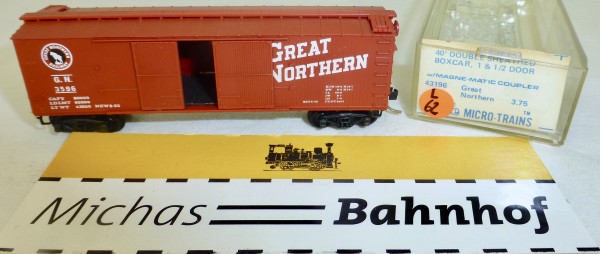 G.N.
3596
GREAT
NORTHERN
40' DOUBLE SHEATHED
BOXCAR, 1 & 1/2 DOOR
W/MAGNE-MATIC COUPLER
43196 Great 3.75
Northern
MICRO-TRAINS
L
62
Michas Bahnhof